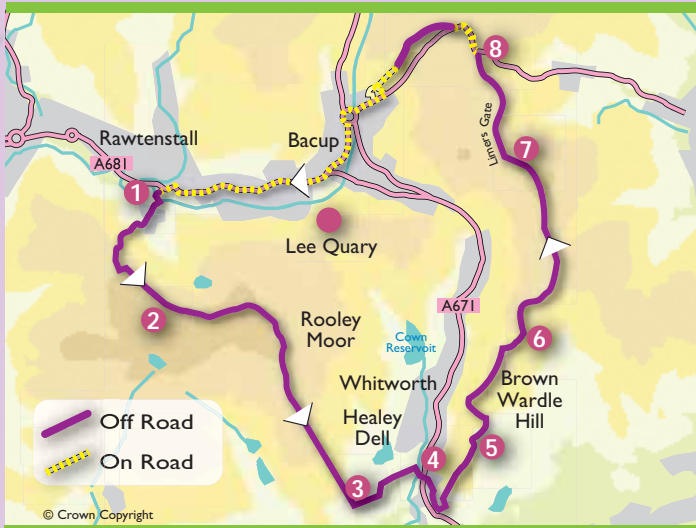 8
Limers Gate
Rawtenstall
Bacup
7
A681
1
Lee Quary
A671
2
Rooley
Moor
Cown
Reservoit
6
Whitworth
Brown
Wardle
Hill
Healey
Dell
Off Road
5
On Road
4
3
© Crown Copyright